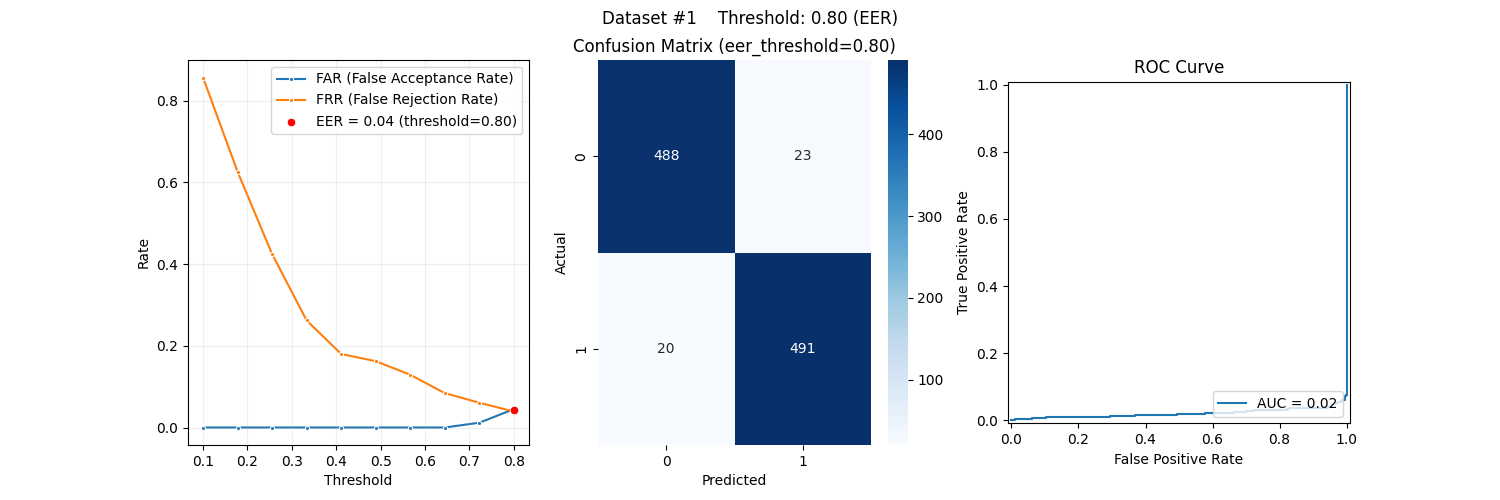 Dataset #1    Threshold: 0.80 (EER)
FAR (False Acceptance Rate)
FRR (False Rejection Rate)
EER = 0.04 (threshold=0.80)
Rate
0.8
0.6
0.4
0.2
0.0
0.1 0.2 0.3 0.4 0.5 0.6 0.7 0.8
Threshold
Confusion Matrix (eer_threshold=0.80)
Actual
0
1
488 23
20 491
0 1
Predicted
400
300
200
100
ROC Curve
True Positive Rate
1.0
0.8
0.6
0.4
0.2
0.0
AUC = 0.02
0.0 0.2 0.4 0.6 0.8 1.0
False Positive Rate